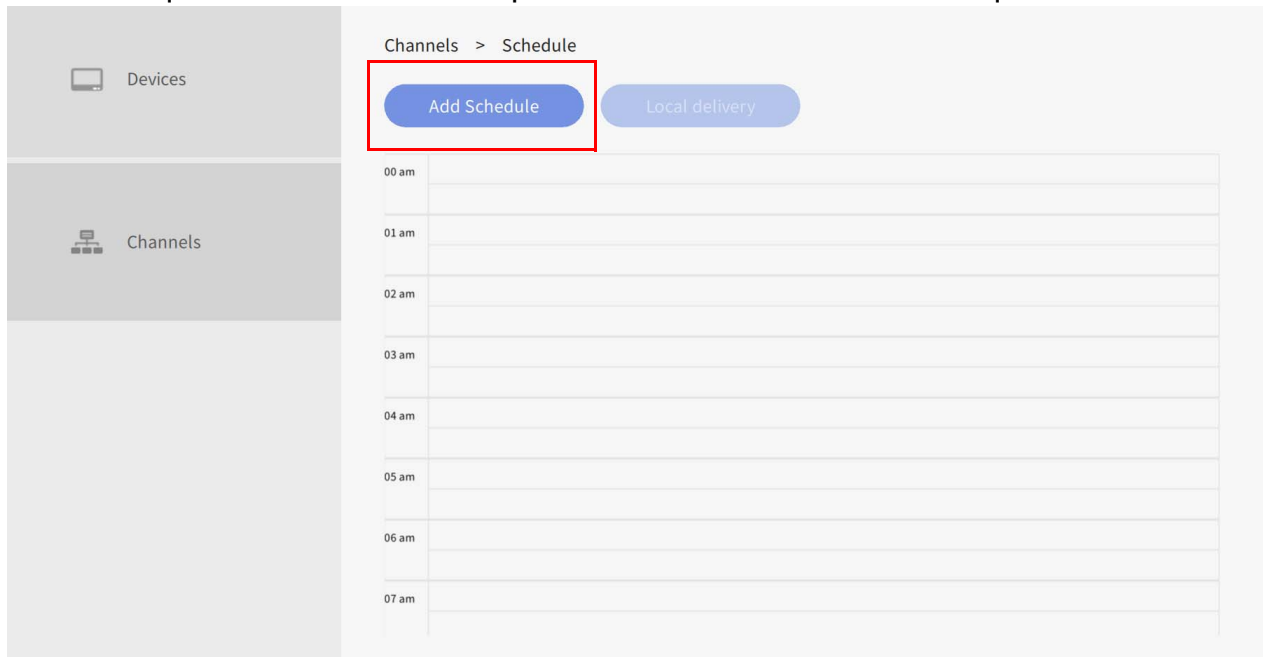 Devices
Channels
Channels > Schedule
Add Schedule
Local delivery
00 am
01 am
02 am
03 am
04 am
05 am
06 am
07 am